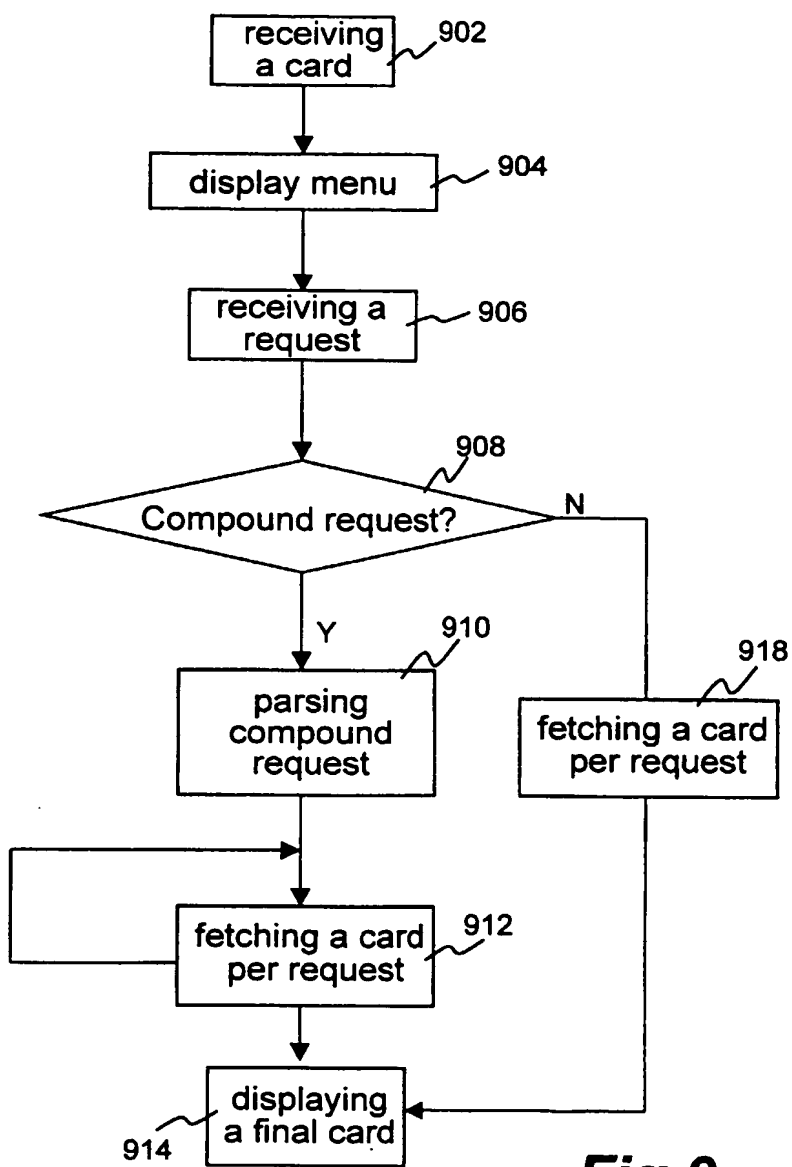 receiving
a card
902
display menu
904
receiving a
request
906
908
Compound request?
N
Y
910
parsing
compound
request
918
fetching a card
per request
fetching a card
per request
912
displaying
a final card
914